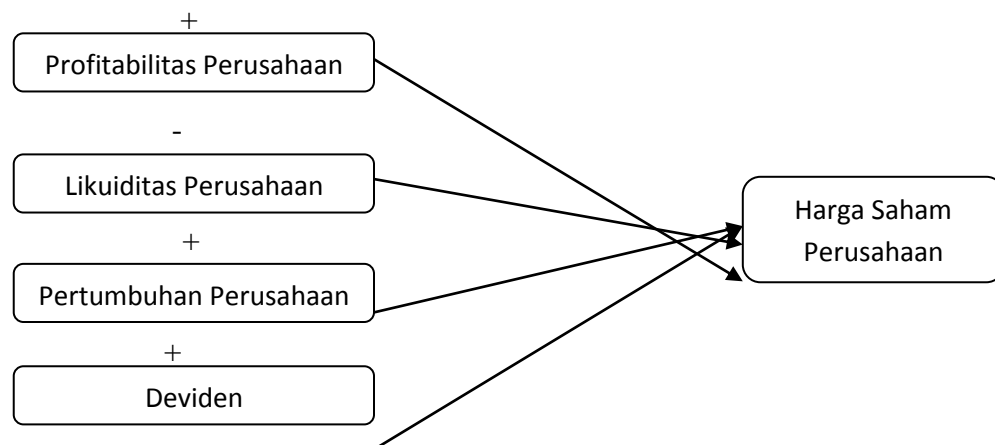 +
Profitabilitas Perusahaan
-
Likuiditas Perusahaan
+
Pertumbuhan Perusahaan
+
Deviden
Harga Saham
Perusahaan